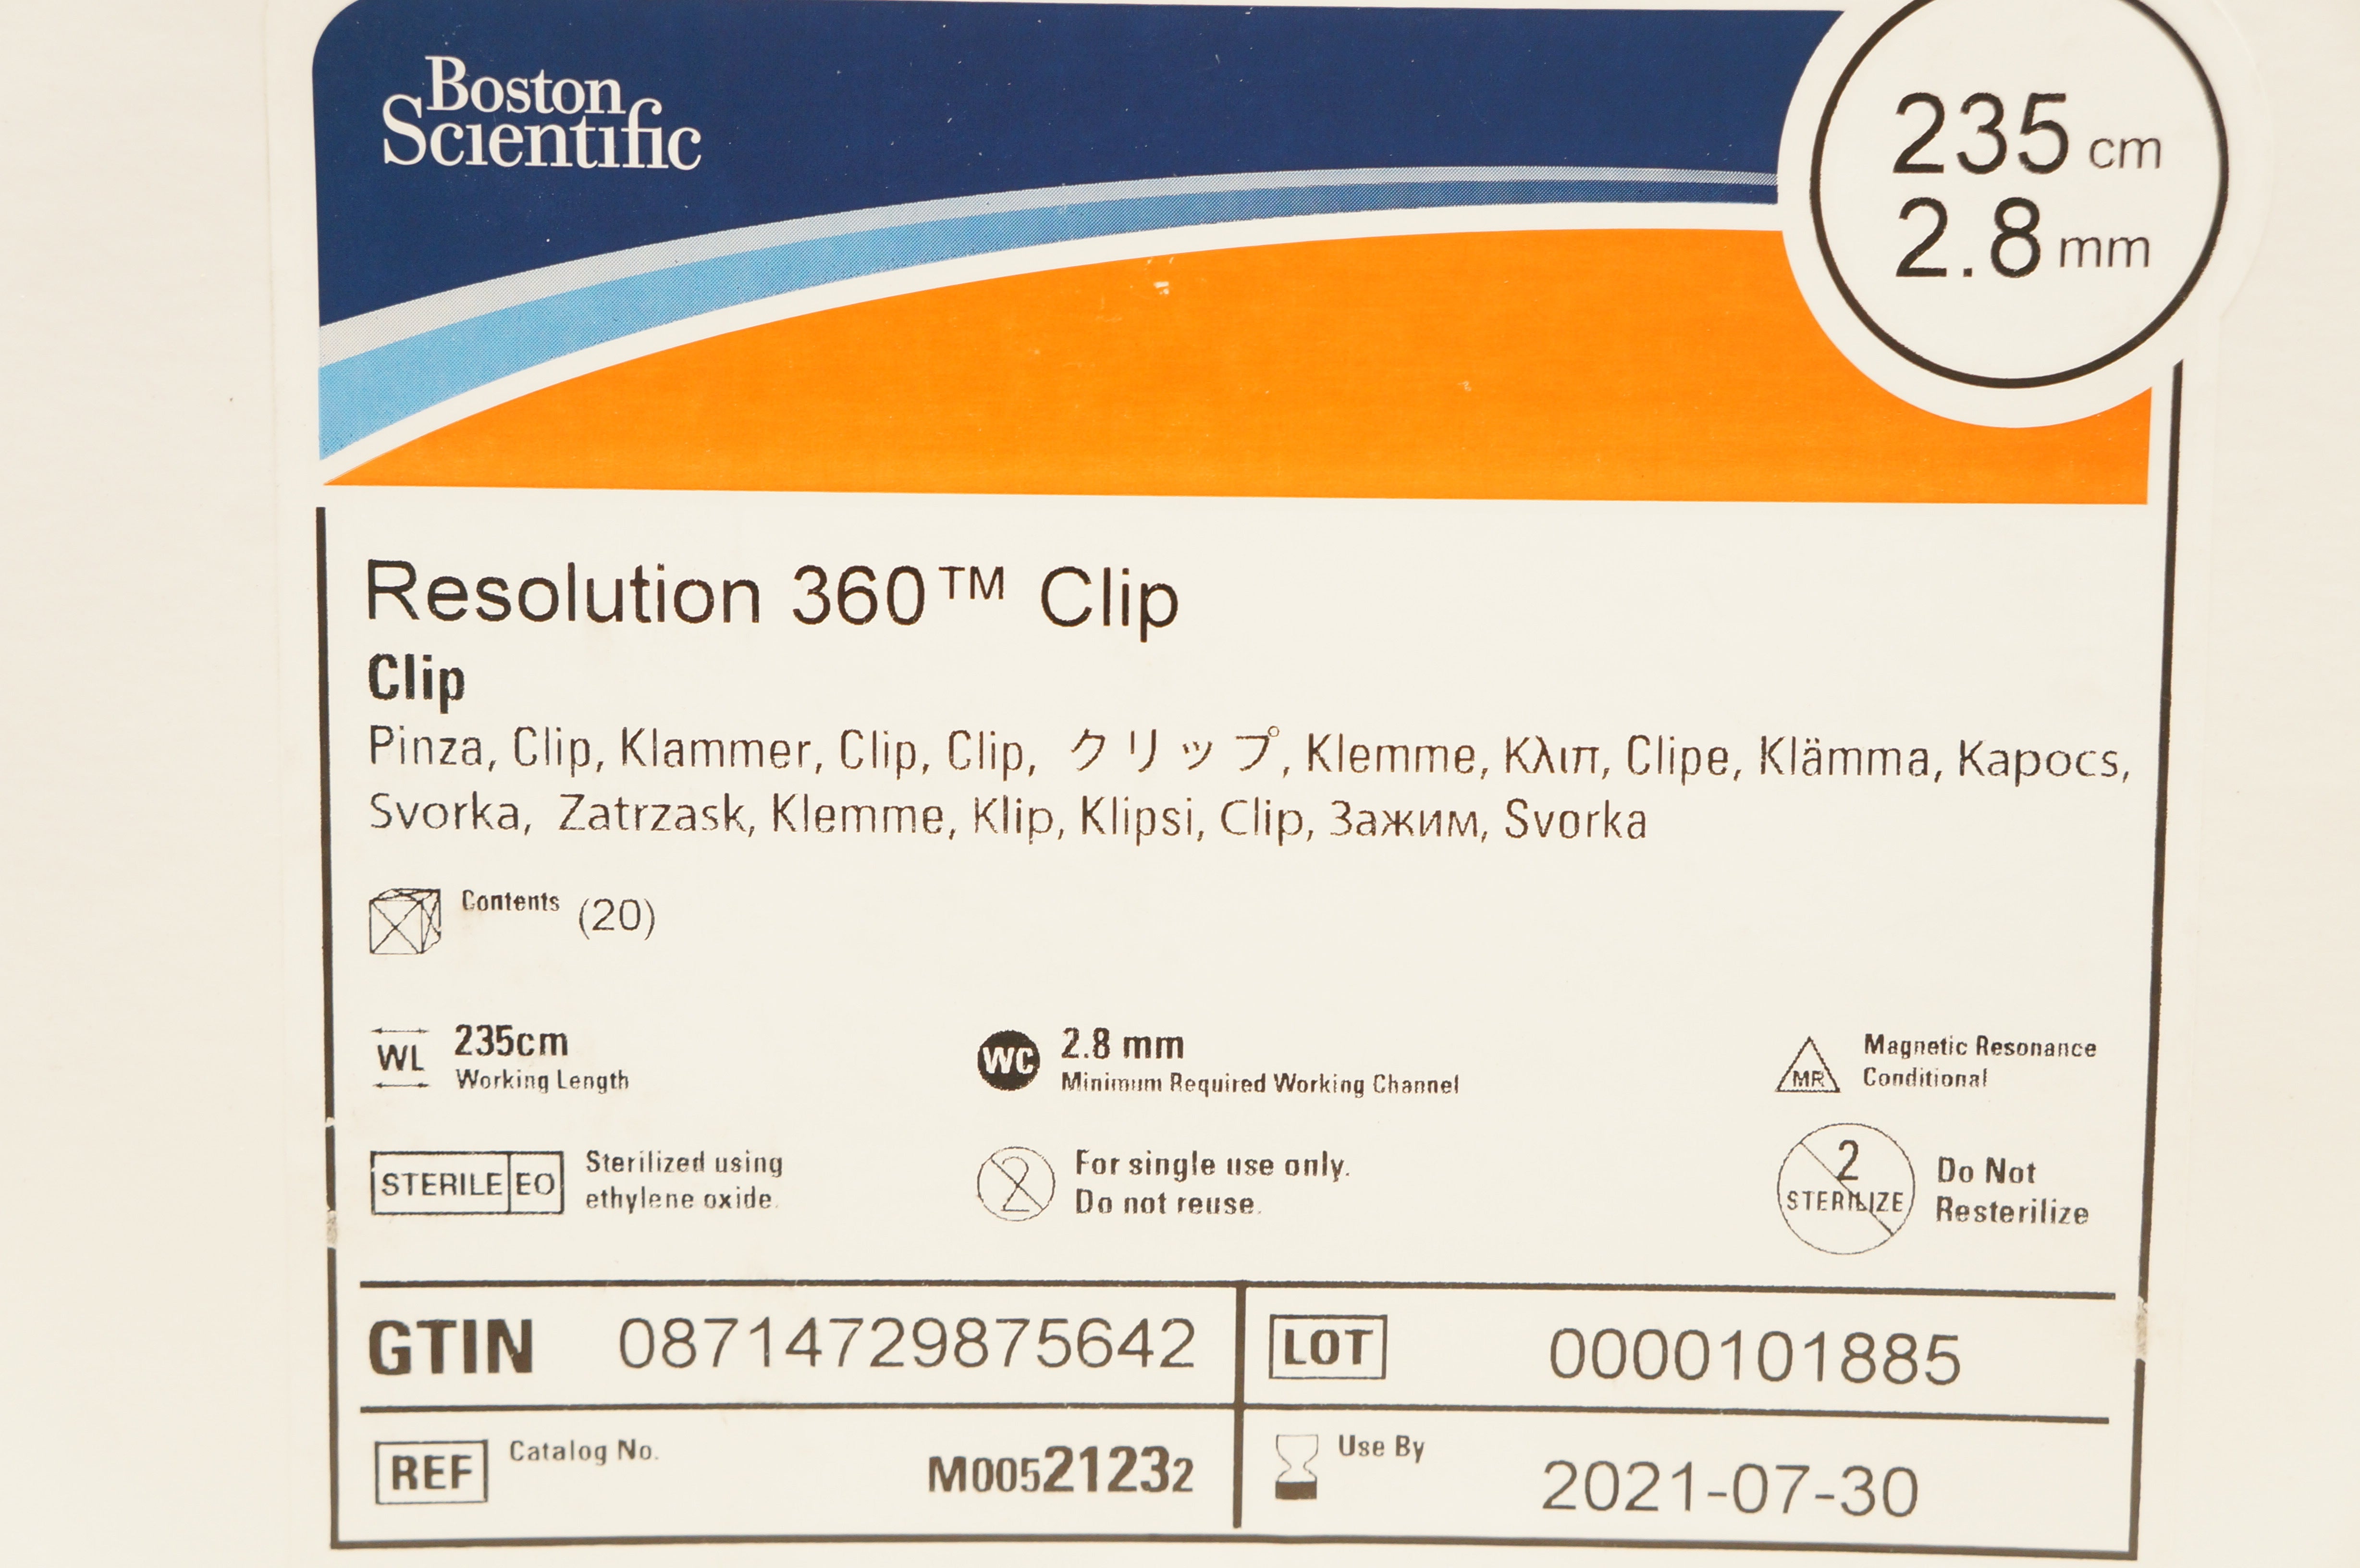 Boston
Scientific
235 cm
2.8 mm
Resolution 360™ Clip
Clip
Pinza, Clip, Klammer, Clip, Clip, クリップ, Klemme, Κλιπ, Clipe, Klämma, Kapocs,
Svorka, Zatrzask, Klemme, Klip, Klipsi, Clip, Зажим, Svorka
Contents (20)
WL 235cm
Working Length
WC 2.8 mm
Minimum Required Working Channel
MR Magnetic Resonance
Conditional
STERILE EO Sterilized using
ethylene oxide.
2 For single use only.
Do not reuse.
2
STERILIZE
Do Not
Resterilize
GTIN 08714729875642
LOT 0000101885
REF Catalog No. M00521232
Use By 2021-07-30